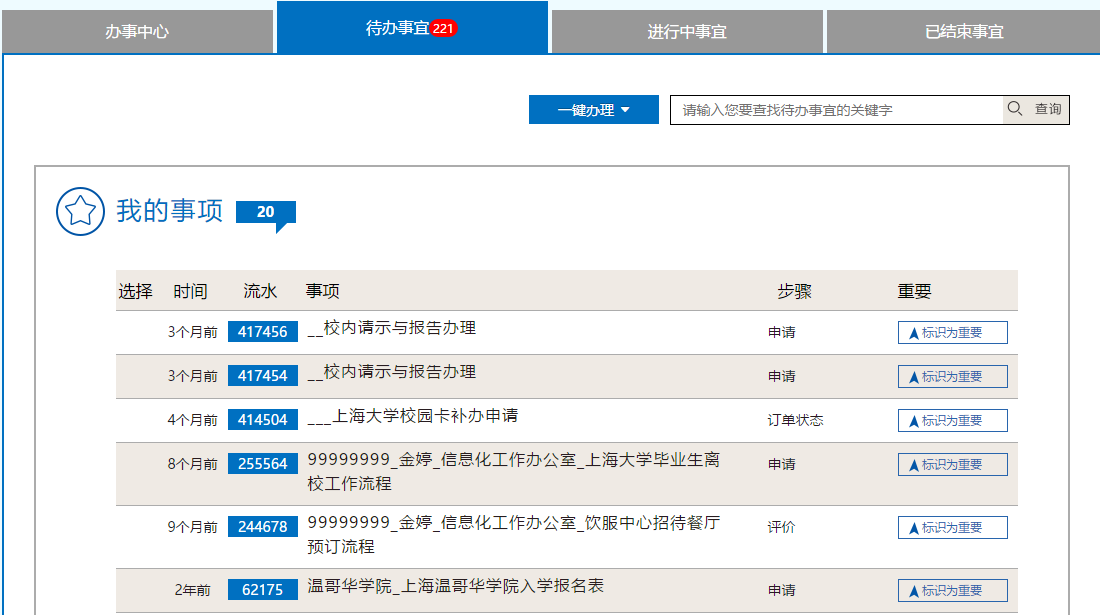 办事中心 待办事宜 221 进行中事宜 已结束事宜
一键办理 请输入您要查找待办事宜的关键字 查询
我的事项 20
选择 时间 流水 事项 步骤 重要
3个月前 417456 __校内请示与报告办理 申请 标识为重要
3个月前 417454 __校内请示与报告办理 申请 标识为重要
4个月前 414504 ___上海大学校园卡补办申请 订单状态 标识为重要
8个月前 255564 99999999_金婷_信息化工作办公室_上海大学毕业生离 申请 标识为重要
校工作流程
9个月前 244678 99999999_金婷_信息化工作办公室_饮服中心招待餐厅 评价 标识为重要
预订流程
2年前 62175 温哥华学院_上海温哥华学院入学报名表 申请 标识为重要